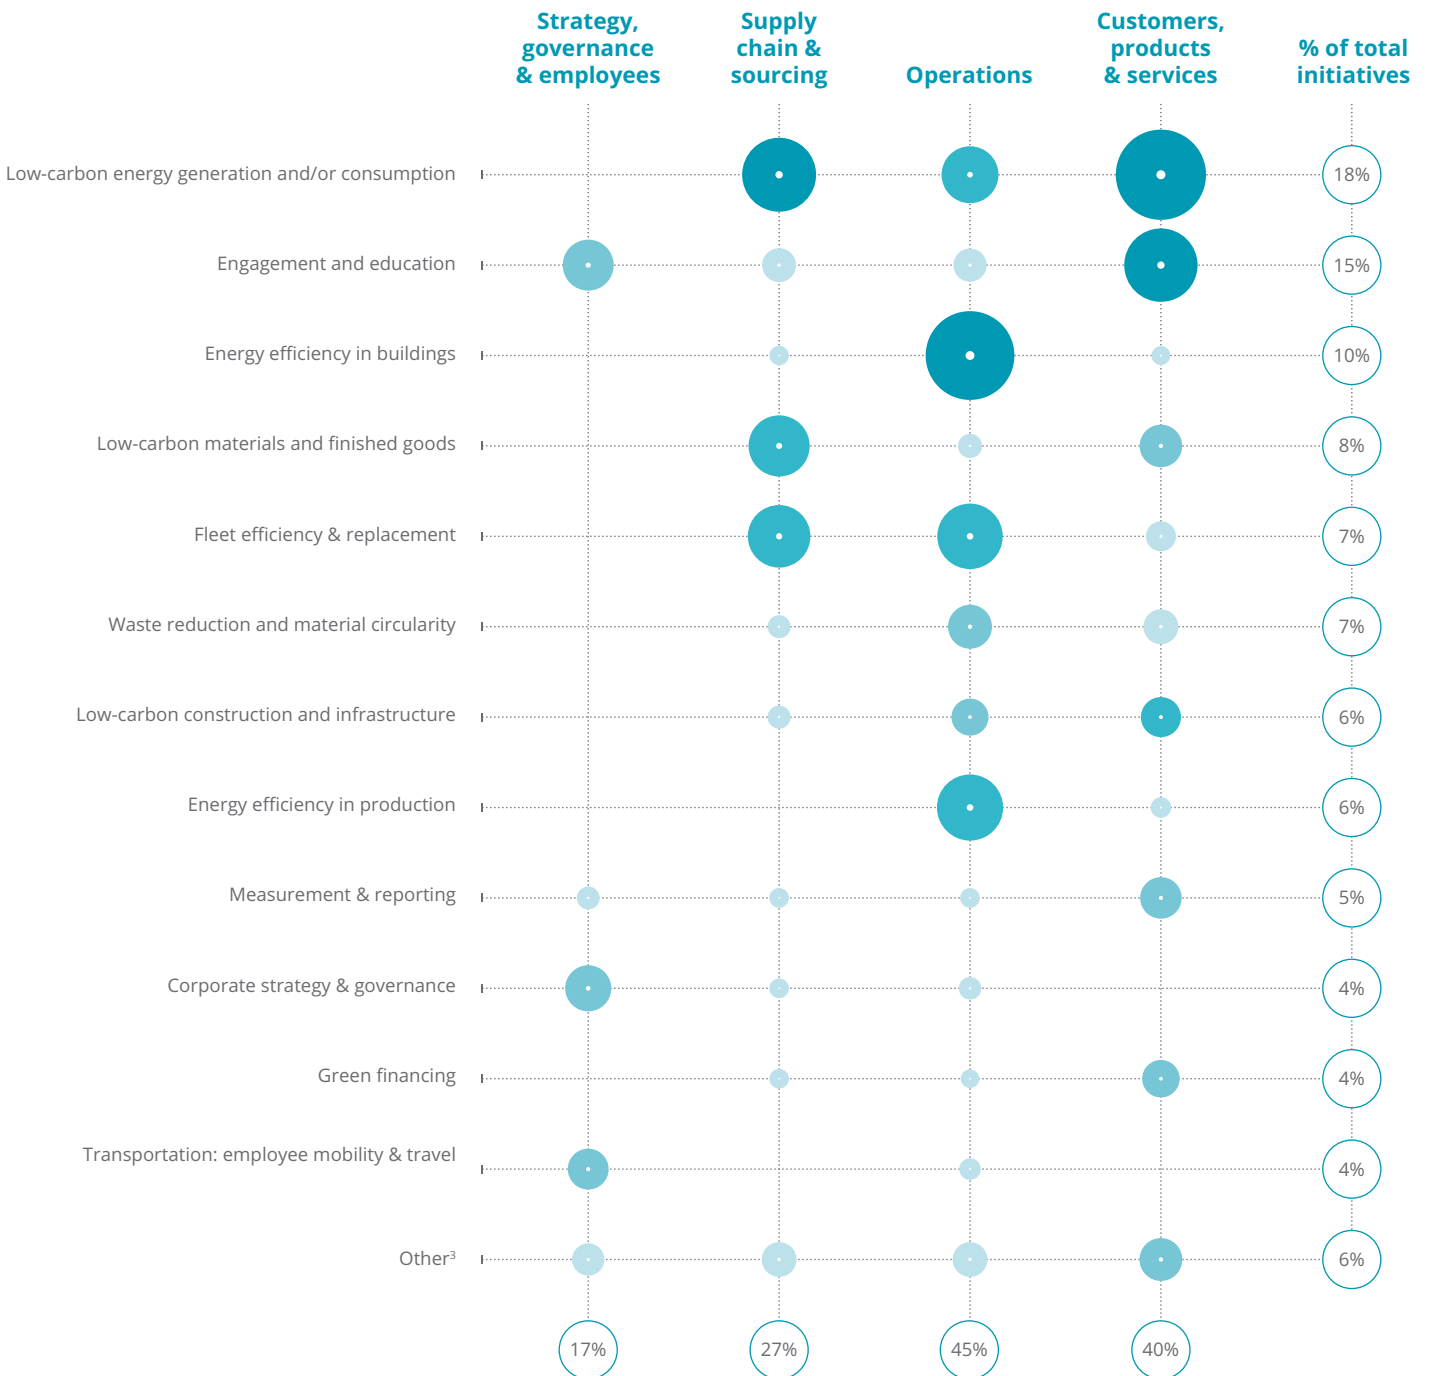 Strategy,
governance
& employees
Supply
chain &
sourcing
Operations
Customers,
products
& services
% of total
initiatives
Low-carbon energy generation and/or consumption
18%
Engagement and education
15%
Energy efficiency in buildings
10%
Low-carbon materials and finished goods
8%
Fleet efficiency & replacement
7%
Waste reduction and material circularity
7%
Low-carbon construction and infrastructure
6%
Energy efficiency in production
6%
Measurement & reporting
5%
Corporate strategy & governance
4%
Green financing
4%
Transportation: employee mobility & travel
4%
Other³
6%
17%
27%
45%
40%